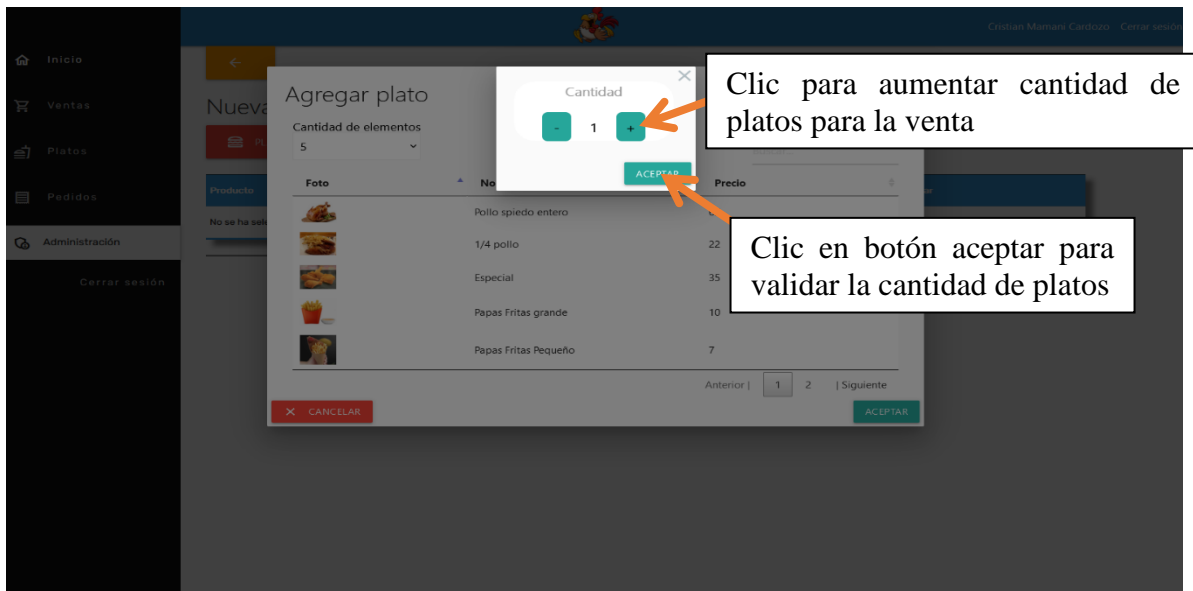 Cristian Mamani Cardozo Cerrar sesión
Inicio
Ventas
Platos
Pedidos
Administración
Cerrar sesión
Agregar plato
Cantidad de elementos
5
Cantidad
- 1 +
ACEPTAR
Clic para aumentar cantidad de
platos para la venta
Producto
No se ha
Foto Precio
Pollo spiedo entero
1/4 pollo 22
Especial 35
Papas Fritas grande 10
Papas Fritas Pequeño 7
Clic en botón aceptar para
validar la cantidad de platos
Anterior | 1 2 | Siguiente
X CANCELAR ACEPTAR